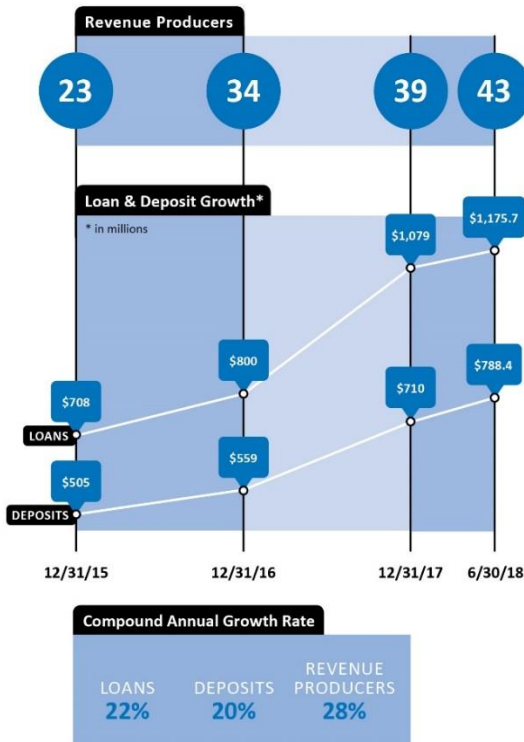 Revenue Producers
23 34 39 43
Loan & Deposit Growth*
* in millions
$1,175.7
$1,079
$800
$788.4
$708
$710
LOANS
$559
$505
DEPOSITS
12/31/15 12/31/16 12/31/17 6/30/18
Compound Annual Growth Rate
LOANS DEPOSITS REVENUE PRODUCERS
22% 20% 28%